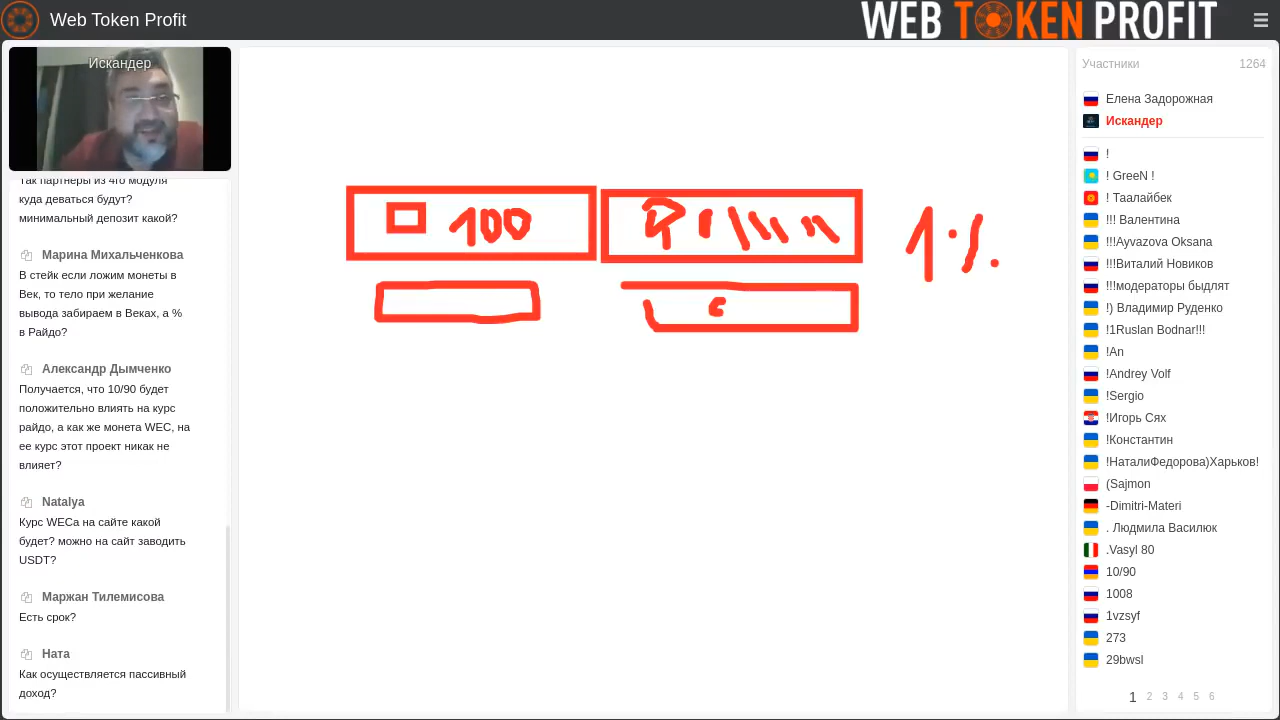 Web Token Profit
WEB TOKEN PROFIT
Искандер
Так партнеры из 4го модуля
куда деваться будут?
минимальный депозит какой?
Марина Михальченкова
В стейк если ложим монеты в
Век, то тело при желание
вывода забираем в Веках, а %
в Райдо?
Александр Дымченко
Получается, что 10/90 будет
положительно влиять на курс
райдо, а как же монета WEC, на
ее курс этот проект никак не
влияет?
Natalya
Курс WECа на сайте какой
будет? можно на сайт заводить
USDT?
Маржан Тилемисова
Есть срок?
Ната
Как осуществляется пассивный
доход?
100
1%
Участники 1264
Елена Задорожная
Искандер
!
! GreeN !
! Таалайбек
!!! Валентина
!!!Ayvazova Oksana
!!!Виталий Новиков
!!!модераторы быдлят
!) Владимир Руденко
!1Ruslan Bodnar!!!
!An
!Andrey Volf
!Sergio
!Игорь Сях
!Константин
!НаталиФедорова)Харьков!
(Sajmon
-Dimitri-Materi
. Людмила Василюк
.Vasyl 80
10/90
1008
1vzsyf
273
29bwsl
1 2 3 4 5 6